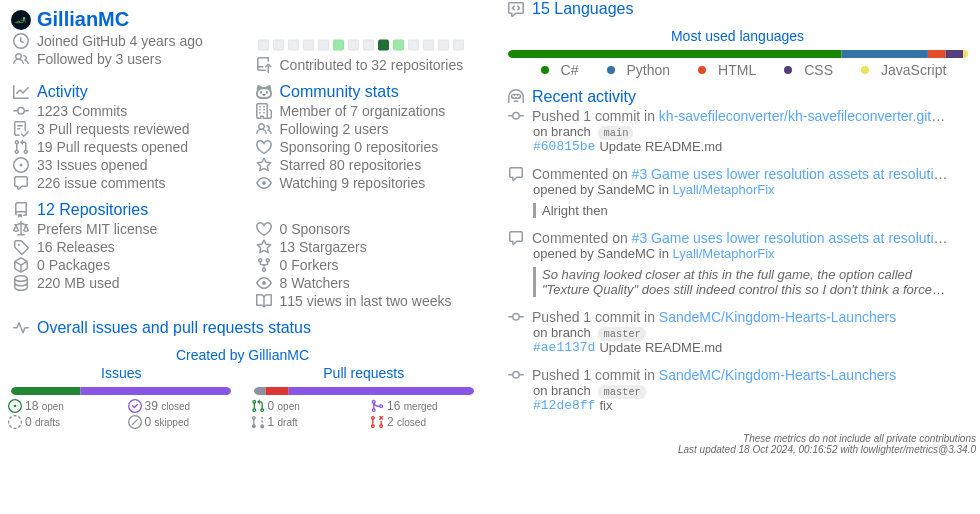 GillianMC
Joined GitHub 4 years ago
Followed by 3 users
Contributed to 32 repositories
Activity
1223 Commits
3 Pull requests reviewed
19 Pull requests opened
33 Issues opened
226 issue comments
Community stats
Member of 7 organizations
Following 2 users
Sponsoring 0 repositories
Starred 80 repositories
Watching 9 repositories
12 Repositories
Prefers MIT license
16 Releases
0 Packages
220 MB used
0 Sponsors
13 Stargazers
0 Forkers
8 Watchers
115 views in last two weeks
Overall issues and pull requests status
Created by GillianMC
Issues
18 open
39 closed
0 drafts
0 skipped
Pull requests
0 open
16 merged
1 draft
2 closed
15 Languages
Most used languages
C# Python HTML CSS JavaScript
Recent activity
Pushed 1 commit in kh-savefileconverter/kh-savefileconverter.git…
on branch main
#60815be Update README.md
Commented on #3 Game uses lower resolution assets at resoluti…
opened by SandeMC in Lyall/MetaphorFix
Alright then
Commented on #3 Game uses lower resolution assets at resoluti…
opened by SandeMC in Lyall/MetaphorFix
So having looked closer at this in the full game, the option called
"Texture Quality" does still indeed control this so I don't think a force…
Pushed 1 commit in SandeMC/Kingdom-Hearts-Launchers
on branch master
#ae1137d Update README.md
Pushed 1 commit in SandeMC/Kingdom-Hearts-Launchers
on branch master
#12de8ff fix
These metrics do not include all private contributions
Last updated 18 Oct 2024, 00:16:52 with lowlighter/metrics@3.34.0